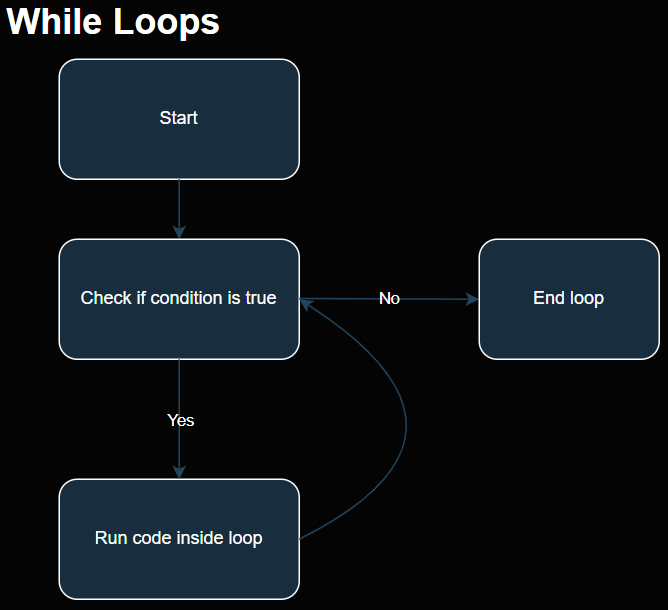 While Loops
Start
Check if condition is true
No
End loop
Yes
Run code inside loop